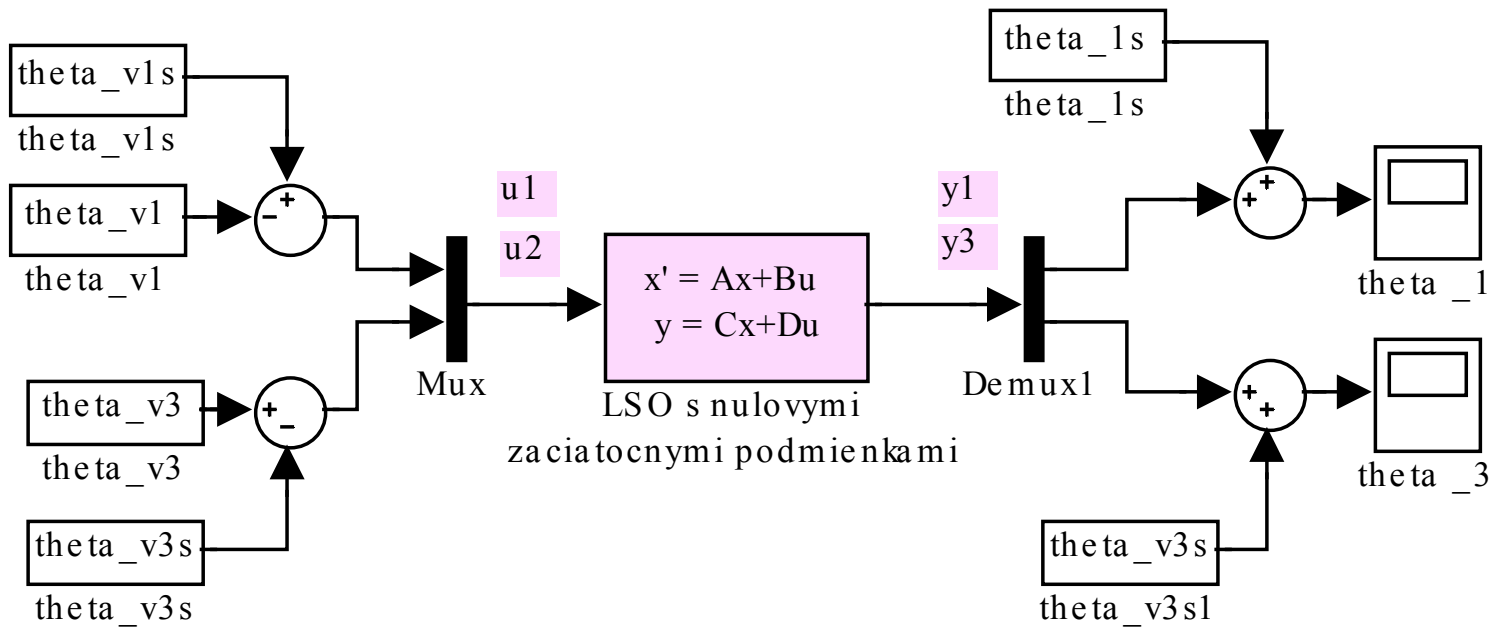 theta_v1s
theta_v1s
+
−
theta_v1
theta_v1
u1
u2
Mux
theta_v3
theta_v3
+
−
theta_v3s
theta_v3s
x' = Ax+Bu
y = Cx+Du
LSO s nulovymi
zaciatocnymi podmienkami
y1
y3
Demux1
theta_1s
theta_1s
+
+
theta _1
+
+
theta _3
theta_v3s
theta_v3s1